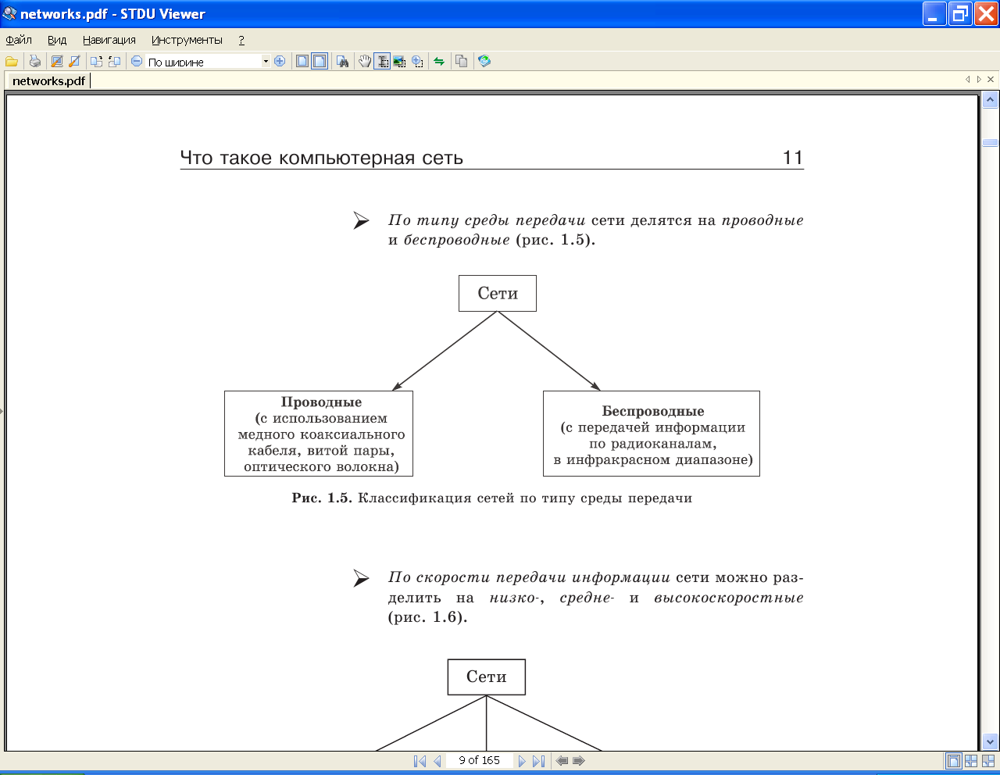 networks.pdf - STDU Viewer
Файл Вид Навигация Инструменты ?
По ширине
networks.pdf
Что такое компьютерная сеть 11
По типу среды передачи сети делятся на проводные
и беспроводные (рис. 1.5).
Сети
Проводные
(с использованием
медного коаксиального
кабеля, витой пары,
оптического волокна)
Беспроводные
(с передачей информации
по радиоканалам,
в инфракрасном диапазоне)
Рис. 1.5. Классификация сетей по типу среды передачи
По скорости передачи информации сети можно раз-
делить на низко-, средне- и высокоскоростные
(рис. 1.6).
Сети
9 of 165